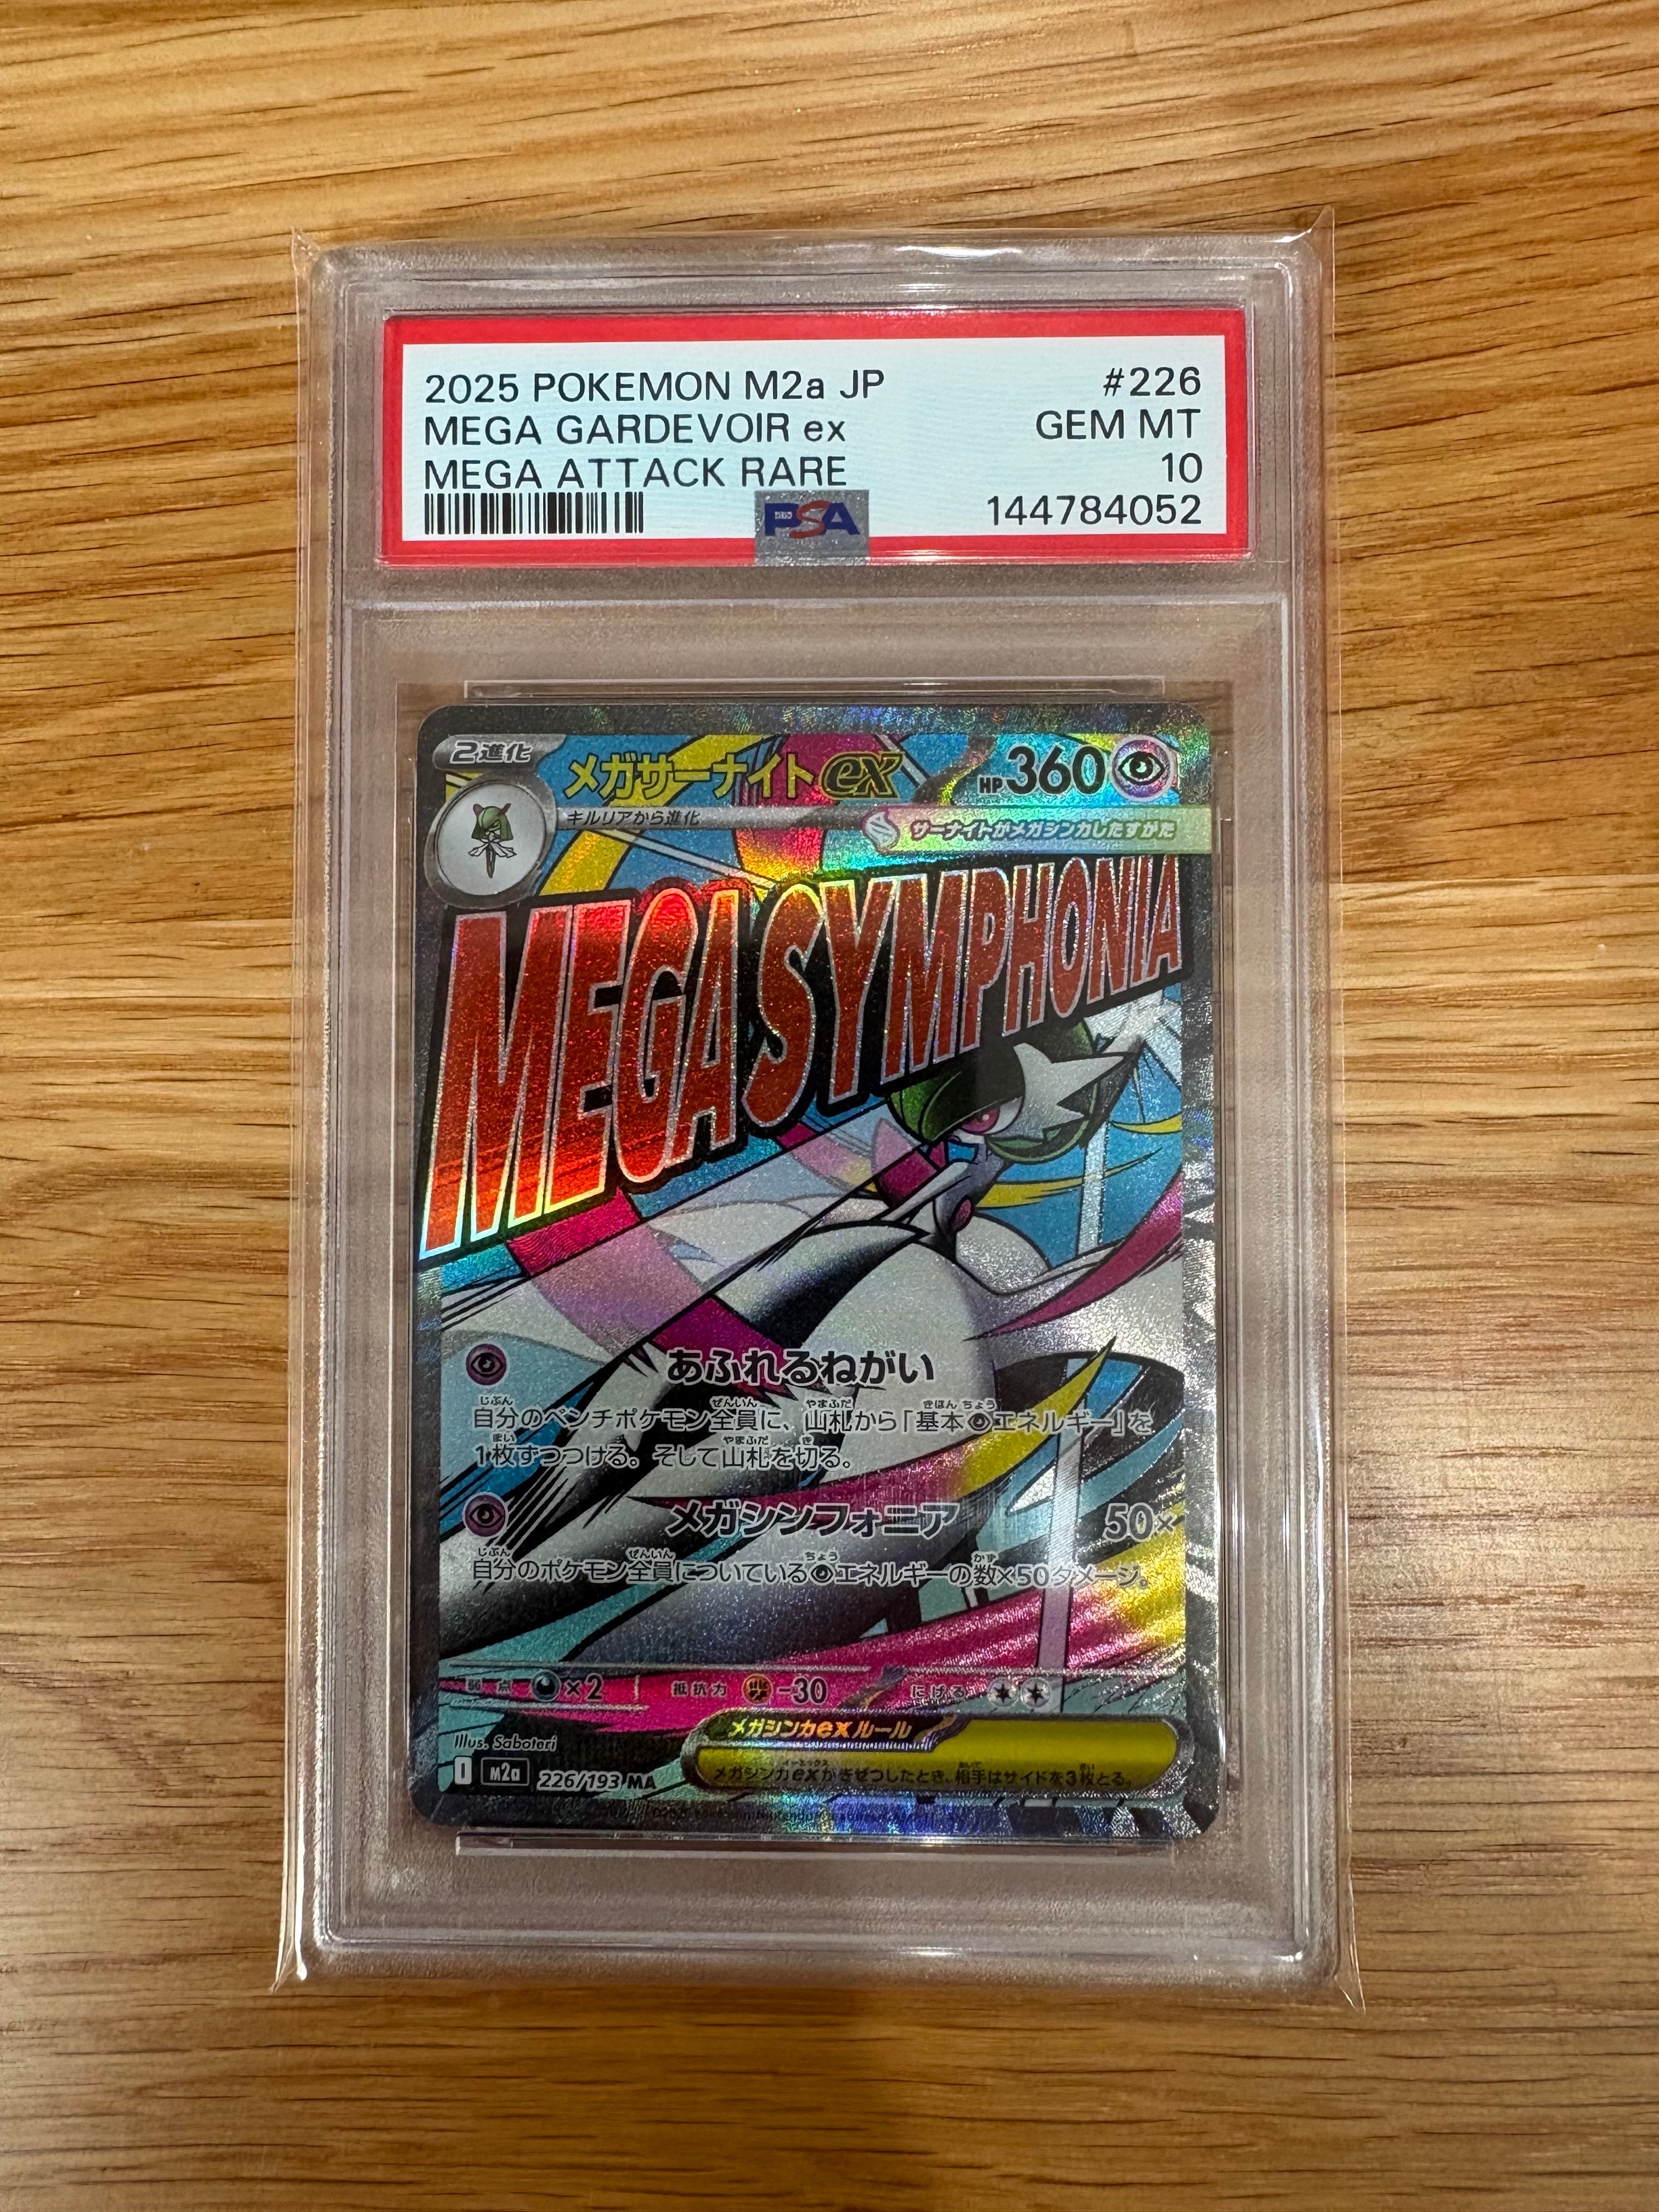 2025 POKEMON M2a JP #226
MEGA GARDEVOIR ex GEM MT
MEGA ATTACK RARE 10
PSA 144784052
2進化
メガサーナイトex HP360
キルリアから進化
サーナイトがメガシンカしたすがた
MEGA SYMPHONIA
あふれるねがい
自分のベンチポケモン全員に、山札から「基本エネルギー」を
1枚ずつつける。そして山札を切る。
メガシンフォニア 50×
自分のポケモン全員についているエネルギーの数×50ダメージ。
弱点 ×2 抵抗力 -30 にげる
メガシンカexルール
メガシンカexがきぜつしたとき、相手はサイドを3枚とる。
Illus. Saboteri
I M2a 226/193 MA